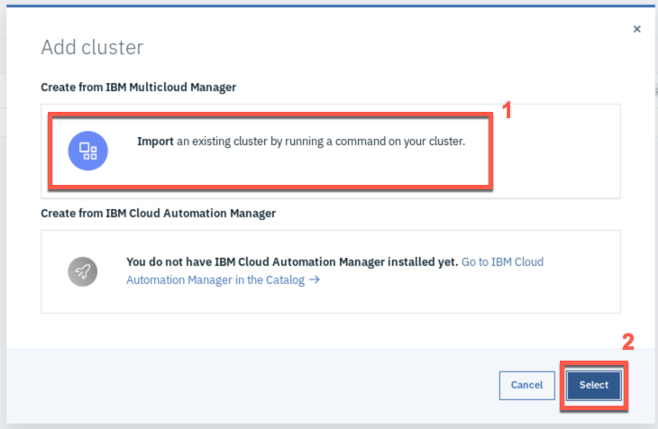 Add cluster
×
Create from IBM Multicloud Manager
1
Import an existing cluster by running a command on your cluster.
Create from IBM Cloud Automation Manager
You do not have IBM Cloud Automation Manager installed yet. Go to IBM Cloud
Automation Manager in the Catalog →
2
Cancel
Select